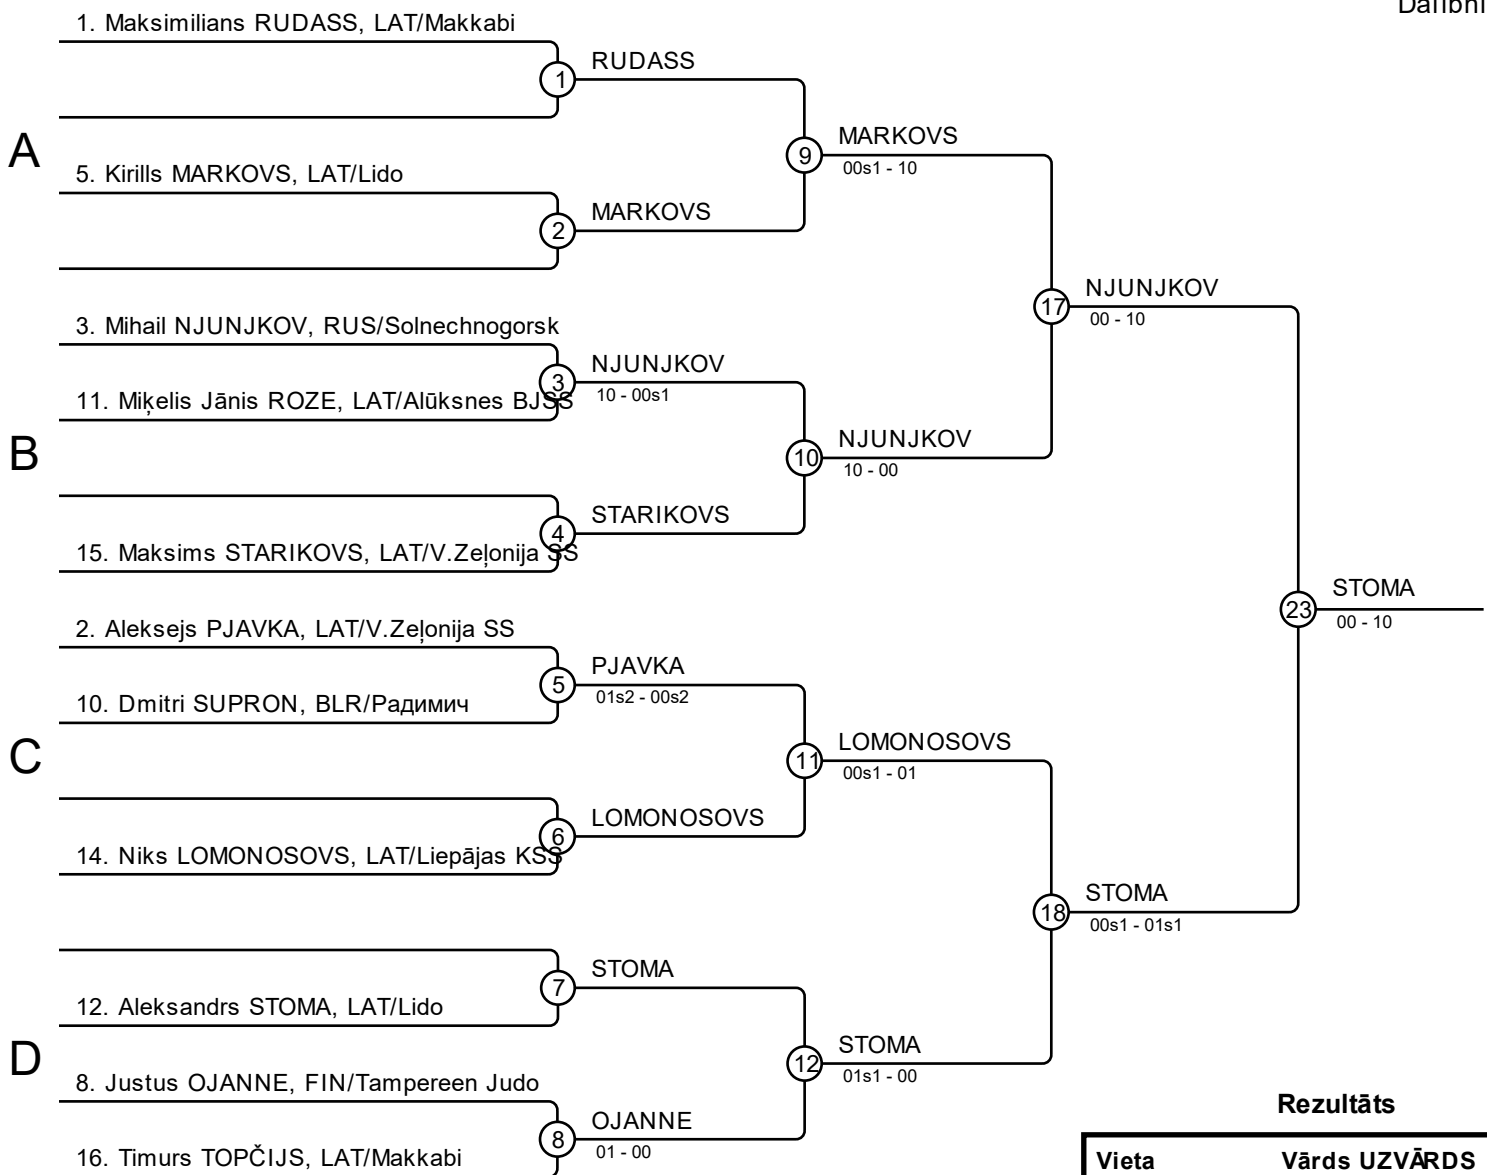 Dalībni
1. Maksimilians RUDASS, LAT/Makkabi
1
RUDASS
A
9
MARKOVS
00s1 - 10
5. Kirills MARKOVS, LAT/Lido
2
MARKOVS
17
NJUNJKOV
00 - 10
3. Mihail NJUNJKOV, RUS/Solnechnogorsk
3
NJUNJKOV
10 - 00s1
11. Miķelis Jānis ROZE, LAT/Alūksnes BJSS
B
10
NJUNJKOV
10 - 00
4
STARIKOVS
15. Maksims STARIKOVS, LAT/V.Zeļonija SS
23
STOMA
00 - 10
2. Aleksejs PJAVKA, LAT/V.Zeļonija SS
5
PJAVKA
01s2 - 00s2
10. Dmitri SUPRON, BLR/Радимич
C
11
LOMONOSOVS
00s1 - 01
6
LOMONOSOVS
14. Niks LOMONOSOVS, LAT/Liepājas KSS
18
STOMA
00s1 - 01s1
7
STOMA
12. Aleksandrs STOMA, LAT/Lido
D
12
STOMA
01s1 - 00
8. Justus OJANNE, FIN/Tampereen Judo
8
OJANNE
01 - 00
16. Timurs TOPČIJS, LAT/Makkabi
Rezultāts
Vieta Vārds UZVĀRDS